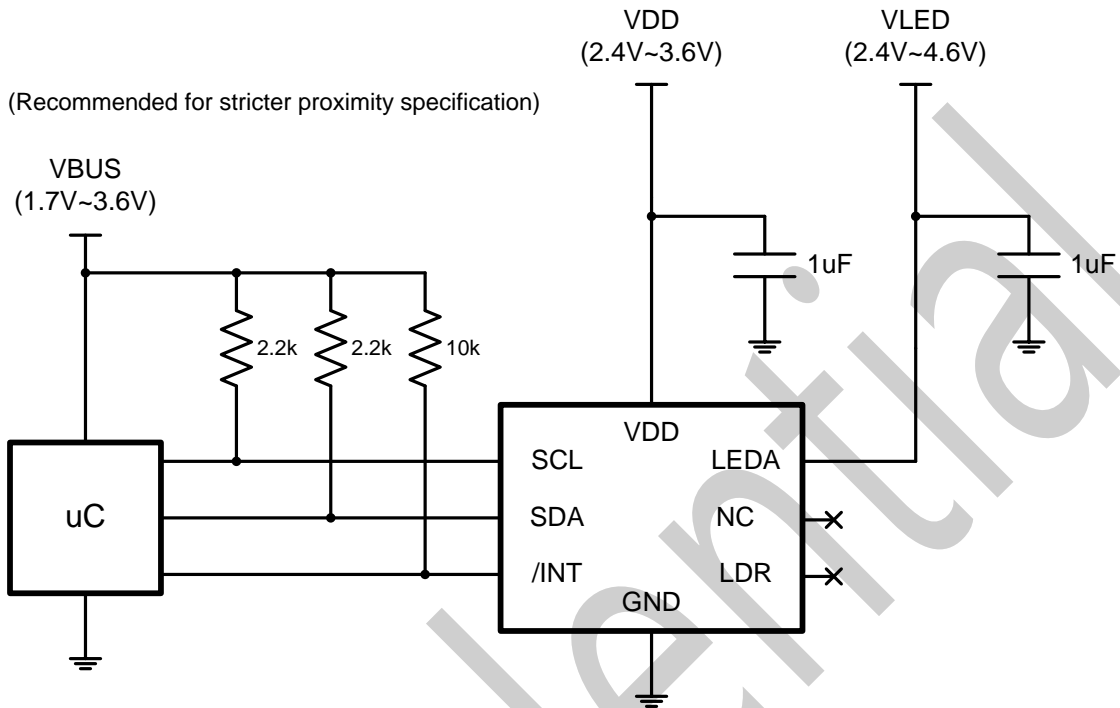 VDD
(2.4V~3.6V)
VLED
(2.4V~4.6V)
(Recommended for stricter proximity specification)
VBUS
(1.7V~3.6V)
1uF
1uF
2.2k
2.2k
10k
VDD
SCL
LEDA
uC
SDA
NC
/INT
LDR
GND